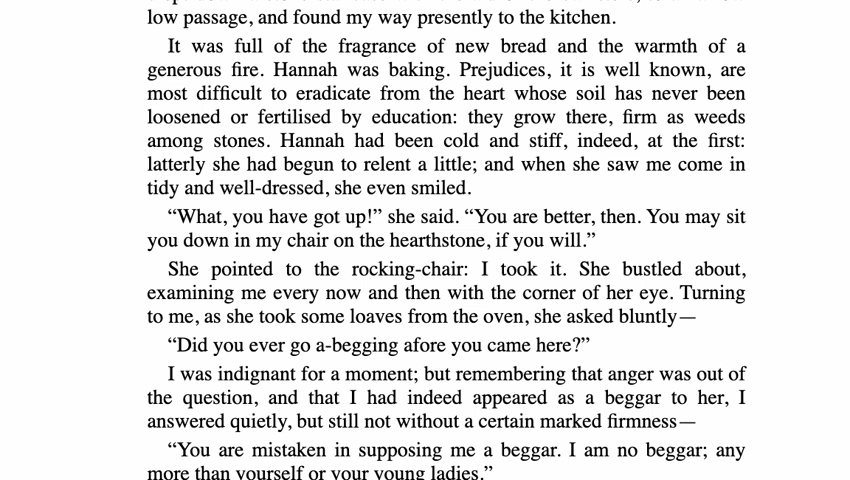 low passage, and found my way presently to the kitchen.
It was full of the fragrance of new bread and the warmth of a
generous fire. Hannah was baking. Prejudices, it is well known, are
most difficult to eradicate from the heart whose soil has never been
loosened or fertilised by education: they grow there, firm as weeds
among stones. Hannah had been cold and stiff, indeed, at the first:
latterly she had begun to relent a little; and when she saw me come in
tidy and well-dressed, she even smiled.
“What, you have got up!” she said. “You are better, then. You may sit
you down in my chair on the hearthstone, if you will.”
She pointed to the rocking-chair: I took it. She bustled about,
examining me every now and then with the corner of her eye. Turning
to me, as she took some loaves from the oven, she asked bluntly—
“Did you ever go a-begging afore you came here?”
I was indignant for a moment; but remembering that anger was out of
the question, and that I had indeed appeared as a beggar to her, I
answered quietly, but still not without a certain marked firmness—
“You are mistaken in supposing me a beggar. I am no beggar; any
more than yourself or your young ladies.”